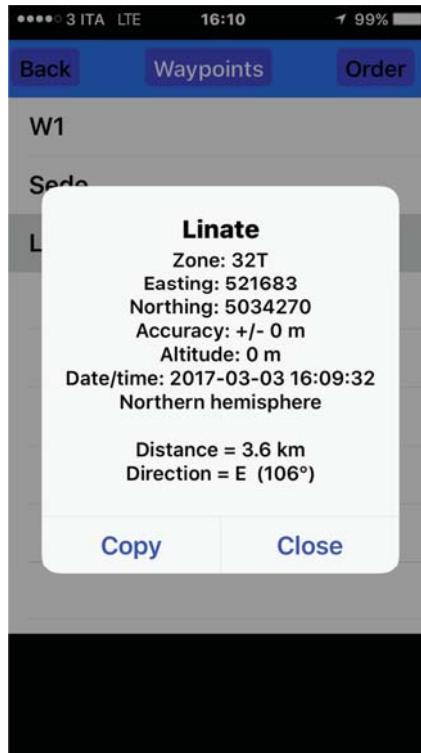 3 ITA LTE 16:10 99%
Back Waypoints Order
W1
Sede
L
Linate
Zone: 32T
Easting: 521683
Northing: 5034270
Accuracy: +/- 0 m
Altitude: 0 m
Date/time: 2017-03-03 16:09:32
Northern hemisphere
Distance = 3.6 km
Direction = E (106°)
Copy Close